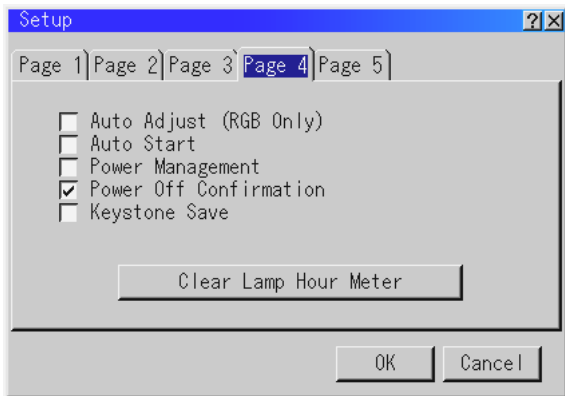 Setup
Page 1 Page 2 Page 3 Page 4 Page 5
Auto Adjust (RGB Only)
Auto Start
Power Management
Power Off Confirmation
Keystone Save
Clear Lamp Hour Meter
OK Cancel